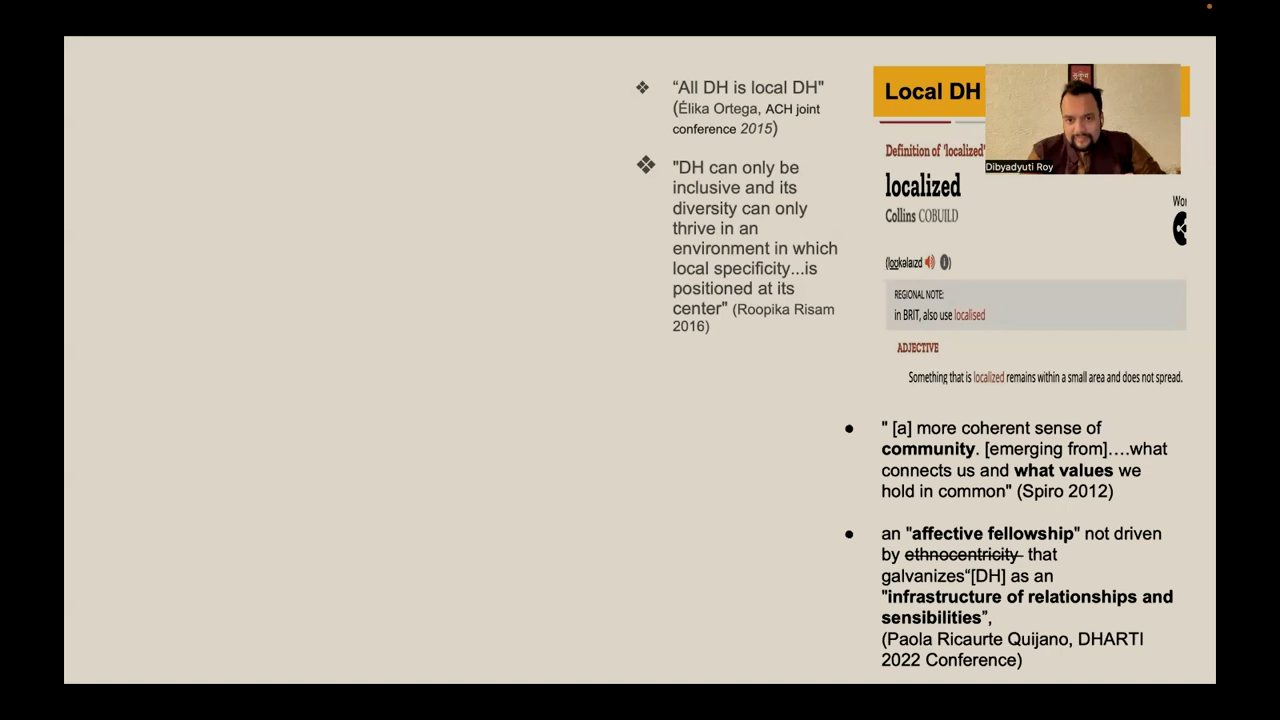 ❖ “All DH is local DH"
(Élika Ortega, ACH joint
conference 2015)
❖ "DH can only be
inclusive and its
diversity can only
thrive in an
environment in which
local specificity...is
positioned at its
center" (Roopika Risam
2016)
Local DH
Dibyadyuti Roy
Definition of 'localized'
localized
Collins COBUILD
(loʊkəlaɪzd)
REGIONAL NOTE:
in BRIT, also use localised
ADJECTIVE
Something that is localized remains within a small area and does not spread.
● " [a] more coherent sense of
community. [emerging from]….what
connects us and what values we
hold in common" (Spiro 2012)
● an "affective fellowship" not driven
by ethnocentricity that
galvanizes“[DH] as an
"infrastructure of relationships and
sensibilities”,
(Paola Ricaurte Quijano, DHARTI
2022 Conference)